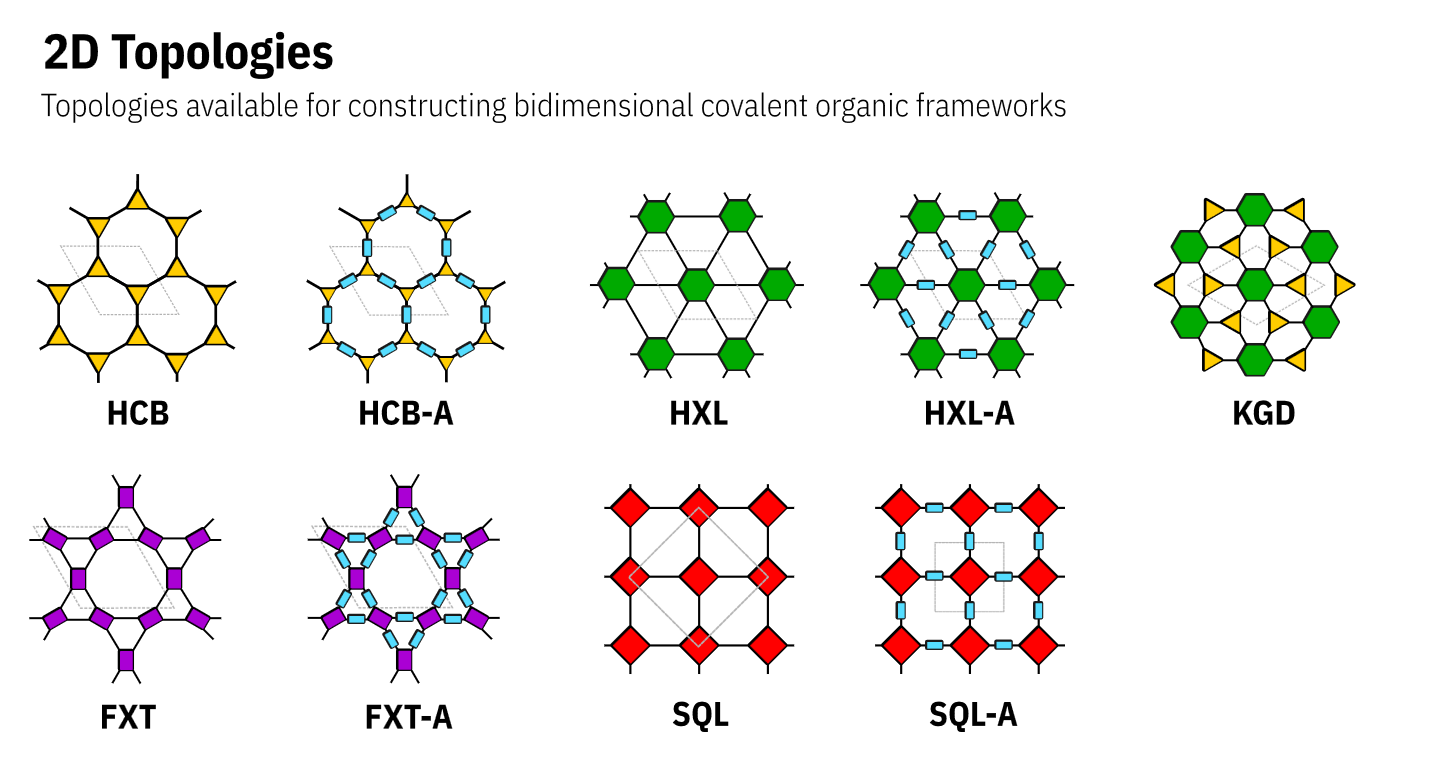 2D Topologies
Topologies available for constructing bidimensional covalent organic frameworks
HCB
HCB-A
HXL
HXL-A
KGD
FXT
FXT-A
SQL
SQL-A